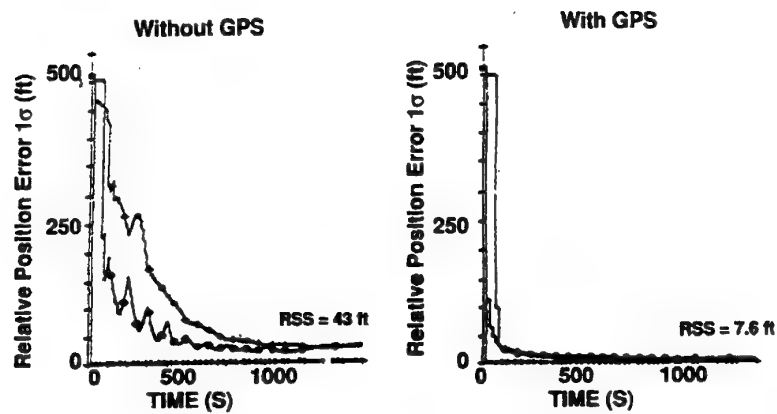 Without GPS
Relative Position Error 1σ (ft)
500
250
0
RSS = 43 ft
0 500 1000
TIME (S)
With GPS
Relative Position Error 1σ (ft)
500
250
0
RSS = 7.6 ft
0 500 1000
TIME (S)